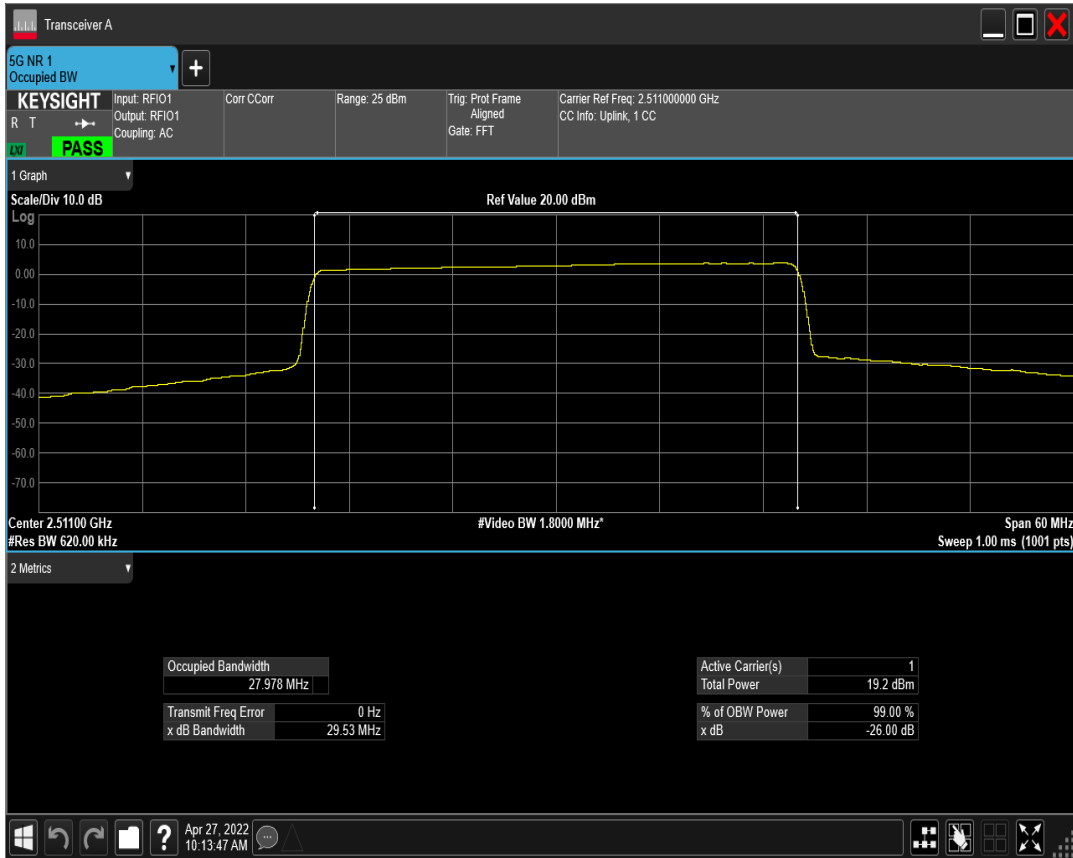 Transceiver A
5G NR 1
Occupied BW
+
KEYSIGHT
R T
LXI
PASS
Input: RFIO1
Output: RFIO1
Coupling: AC
Corr CCorr
Range: 25 dBm
Trig: Prot Frame
Aligned
Gate: FFT
Carrier Ref Freq: 2.511000000 GHz
CC Info: Uplink, 1 CC
1 Graph
Scale/Div 10.0 dB
Ref Value 20.00 dBm
Log
10.0
0.00
-10.0
-20.0
-30.0
-40.0
-50.0
-60.0
-70.0
Center 2.51100 GHz
#Video BW 1.8000 MHz*
Span 60 MHz
#Res BW 620.00 kHz
Sweep 1.00 ms (1001 pts)
2 Metrics
Occupied Bandwidth
27.978 MHz
Transmit Freq Error 0 Hz
x dB Bandwidth 29.53 MHz
Active Carrier(s) 1
Total Power 19.2 dBm
% of OBW Power 99.00 %
x dB -26.00 dB
?
Apr 27, 2022
10:13:47 AM